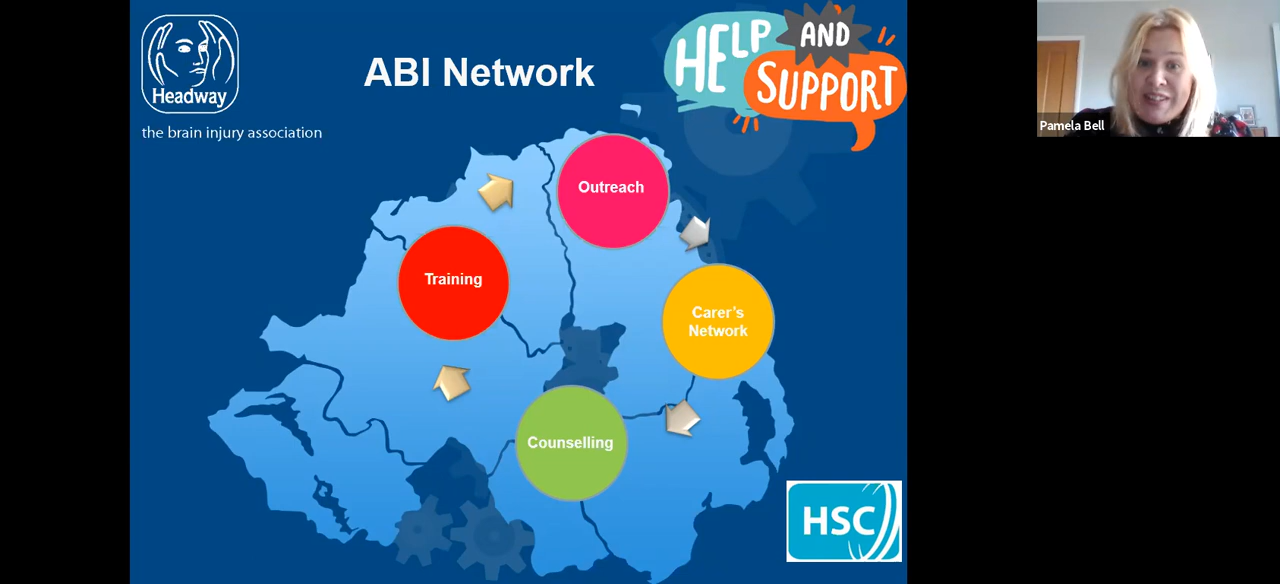 Headway
the brain injury association
ABI Network
HELP AND
SUPPORT
Pamela Bell
Outreach
Training
Carer's
Network
Counselling
HSC